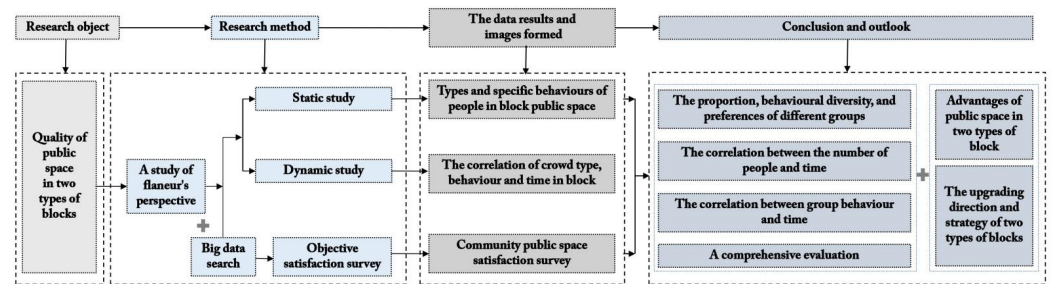 Research object
Research method
The data results and
images formed
Conclusion and outlook
Quality of
public
space
in two
types of
blocks
A study of
flaneur's
perspective
Static study
Dynamic study
Big data
search
Objective
satisfaction survey
Types and specific behaviours of
people in block public space
The correlation of crowd type,
behaviour and time in block
Community public space
satisfaction survey
The proportion, behavioural diversity, and
preferences of different groups
The correlation between the number of
people and time
The correlation between group behaviour
and time
A comprehensive evaluation
Advantages of
public space in
two types of
block
The upgrading
direction and
strategy of two
types of blocks